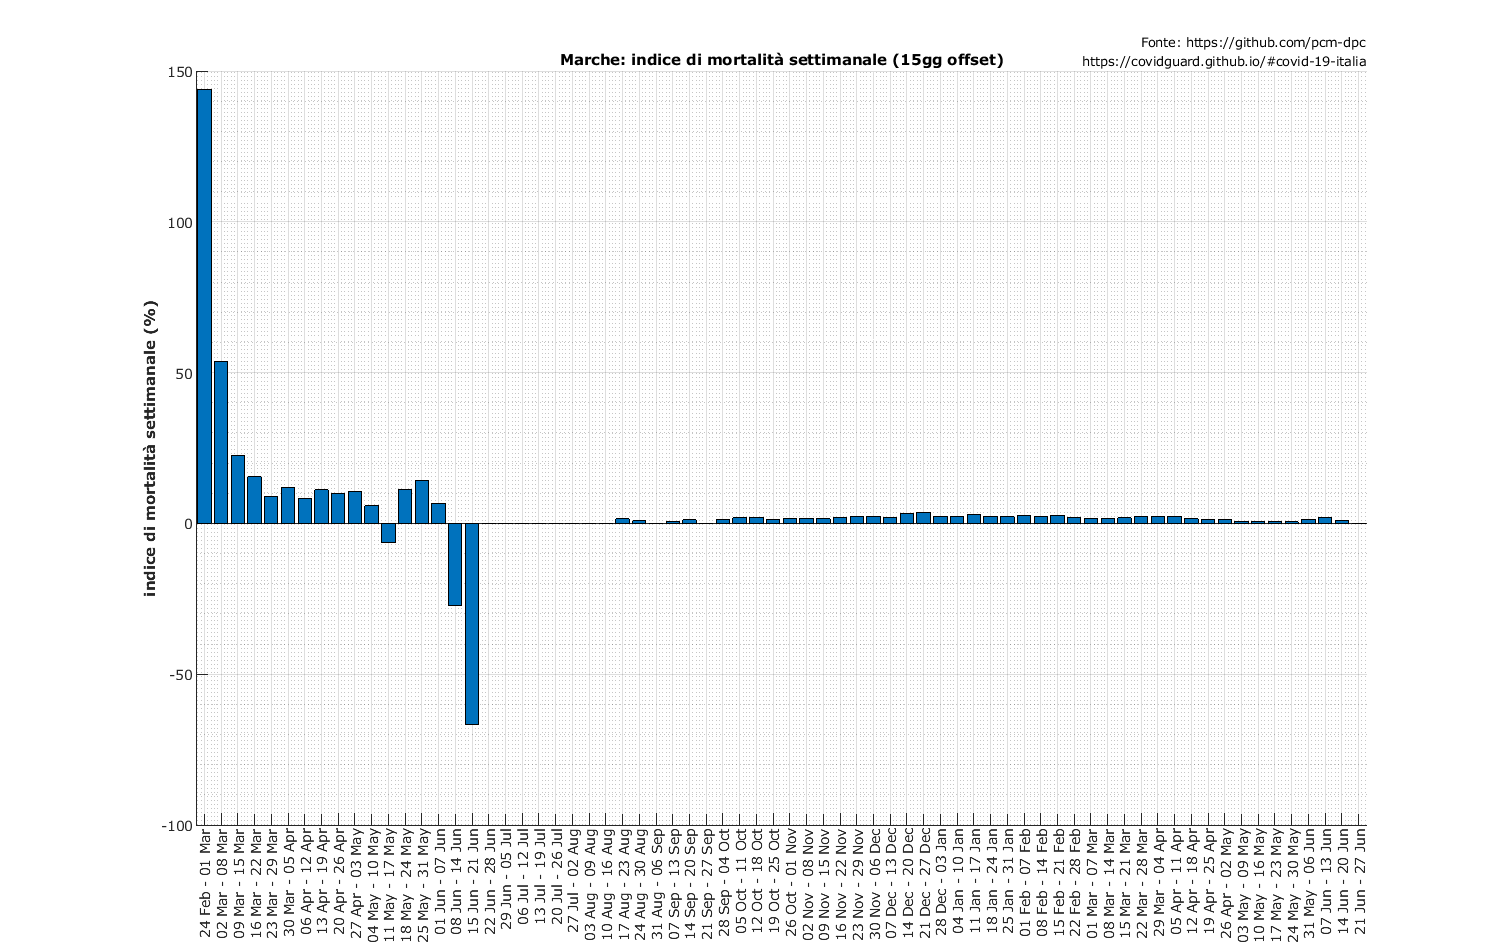 Fonte: https://github.com/pcm-dpc
Marche: indice di mortalità settimanale (15gg offset)
https://covidguard.github.io/#covid-19-italia
indice di mortalità settimanale (%)
150
100
50
0
-50
-100
24 Feb - 01 Mar
02 Mar - 08 Mar
09 Mar - 15 Mar
16 Mar - 22 Mar
23 Mar - 29 Mar
30 Mar - 05 Apr
06 Apr - 12 Apr
13 Apr - 19 Apr
20 Apr - 26 Apr
27 Apr - 03 May
04 May - 10 May
11 May - 17 May
18 May - 24 May
25 May - 31 May
01 Jun - 07 Jun
08 Jun - 14 Jun
15 Jun - 21 Jun
22 Jun - 28 Jun
29 Jun - 05 Jul
06 Jul - 12 Jul
13 Jul - 19 Jul
20 Jul - 26 Jul
27 Jul - 02 Aug
03 Aug - 09 Aug
10 Aug - 16 Aug
17 Aug - 23 Aug
24 Aug - 30 Aug
31 Aug - 06 Sep
07 Sep - 13 Sep
14 Sep - 20 Sep
21 Sep - 27 Sep
28 Sep - 04 Oct
05 Oct - 11 Oct
12 Oct - 18 Oct
19 Oct - 25 Oct
26 Oct - 01 Nov
02 Nov - 08 Nov
09 Nov - 15 Nov
16 Nov - 22 Nov
23 Nov - 29 Nov
30 Nov - 06 Dec
07 Dec - 13 Dec
14 Dec - 20 Dec
21 Dec - 27 Dec
28 Dec - 03 Jan
04 Jan - 10 Jan
11 Jan - 17 Jan
18 Jan - 24 Jan
25 Jan - 31 Jan
01 Feb - 07 Feb
08 Feb - 14 Feb
15 Feb - 21 Feb
22 Feb - 28 Feb
01 Mar - 07 Mar
08 Mar - 14 Mar
15 Mar - 21 Mar
22 Mar - 28 Mar
29 Mar - 04 Apr
05 Apr - 11 Apr
12 Apr - 18 Apr
19 Apr - 25 Apr
26 Apr - 02 May
03 May - 09 May
10 May - 16 May
17 May - 23 May
24 May - 30 May
31 May - 06 Jun
07 Jun - 13 Jun
14 Jun - 20 Jun
21 Jun - 27 Jun